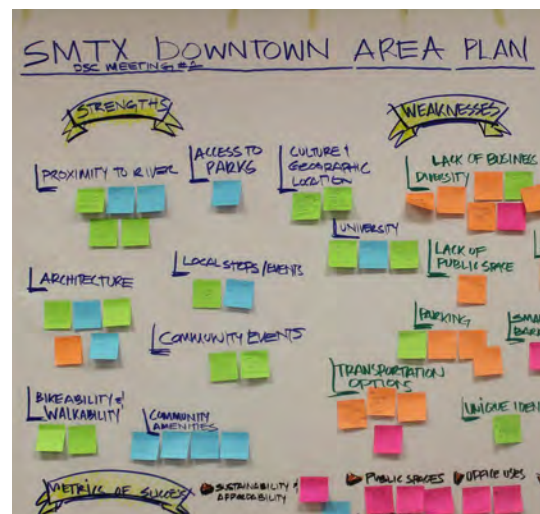 SMTX DOWNTOWN AREA PLAN
DSC MEETING #2
STRENGTHS
PROXIMITY TO RIVER
ACCESS TO
PARKS
CULTURE &
GEOGRAPHIC
LOCATION
UNIVERSITY
ARCHITECTURE
LOCAL STOPS/EVENTS
COMMUNITY EVENTS
BIKEABILITY &
WALKABILITY
COMMUNITY
AMENITIES
WEAKNESSES
LACK OF BUSINESS
DIVERSITY
LACK OF
PUBLIC SPACE
PARKING
TRANSPORTATION
OPTIONS
UNIQUE
METRICS OF SUCCESS
SUSTAINABILITY &
AFFORDABILITY
PUBLIC SPACES
OFFICE USES